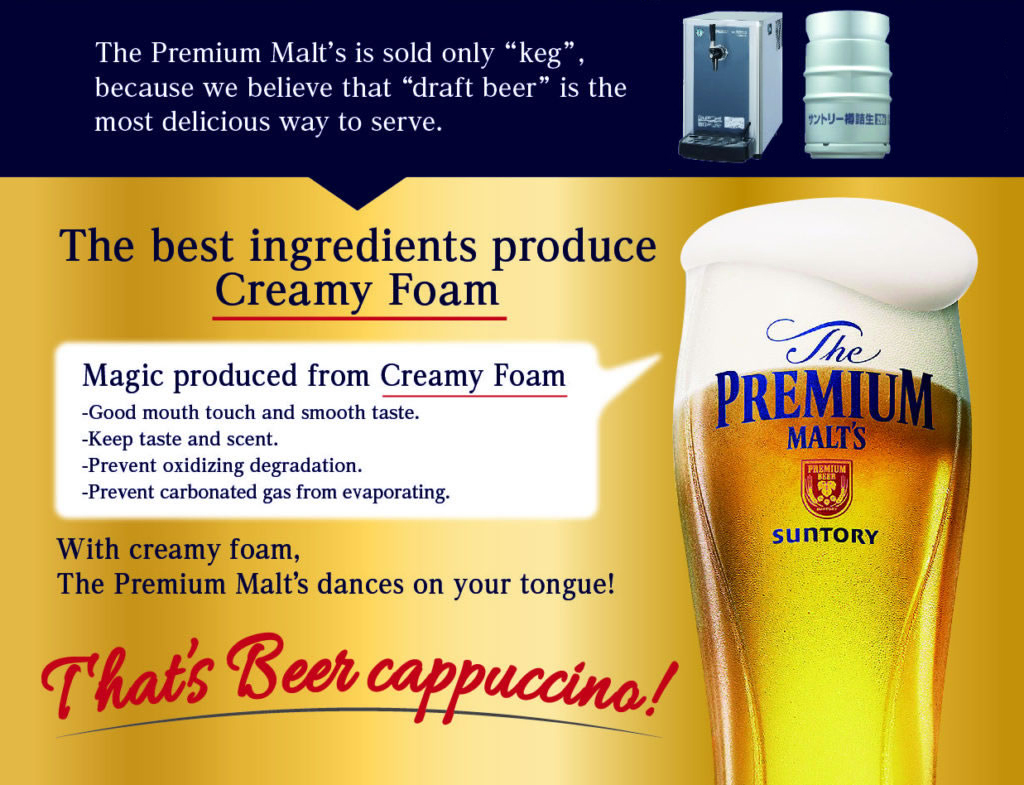 The Premium Malt’s is sold only “keg”,
because we believe that “draft beer” is the
most delicious way to serve.
サントリー樽詰生
The best ingredients produce
Creamy Foam
Magic produced from Creamy Foam
-Good mouth touch and smooth taste.
-Keep taste and scent.
-Prevent oxidizing degradation.
-Prevent carbonated gas from evaporating.
With creamy foam,
The Premium Malt’s dances on your tongue!
That’s Beer cappuccino!
The
PREMIUM
MALT’S
PREMIUM
BEER
SUNTORY
SUNTORY